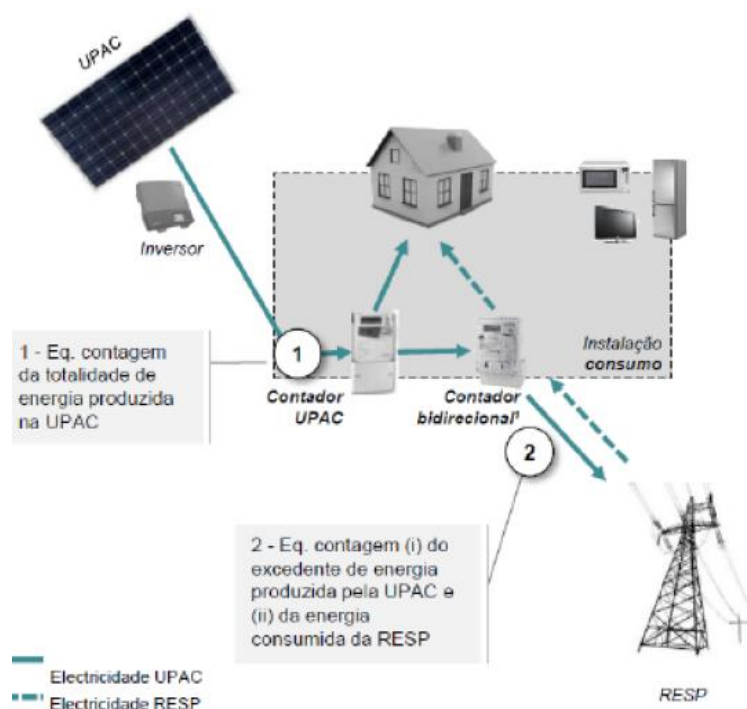 UPAC
Inversor
1
Instalação
consumo
1 - Eq. contagem
da totalidade de
energia produzida
na UPAC
Contador
UPAC
Contador
bidirecional¹
2
2 - Eq. contagem (i) do
excedente de energia
produzida pela UPAC e
(ii) da energia
consumida da RESP
Electricidade UPAC
Electricidade RESP
RESP